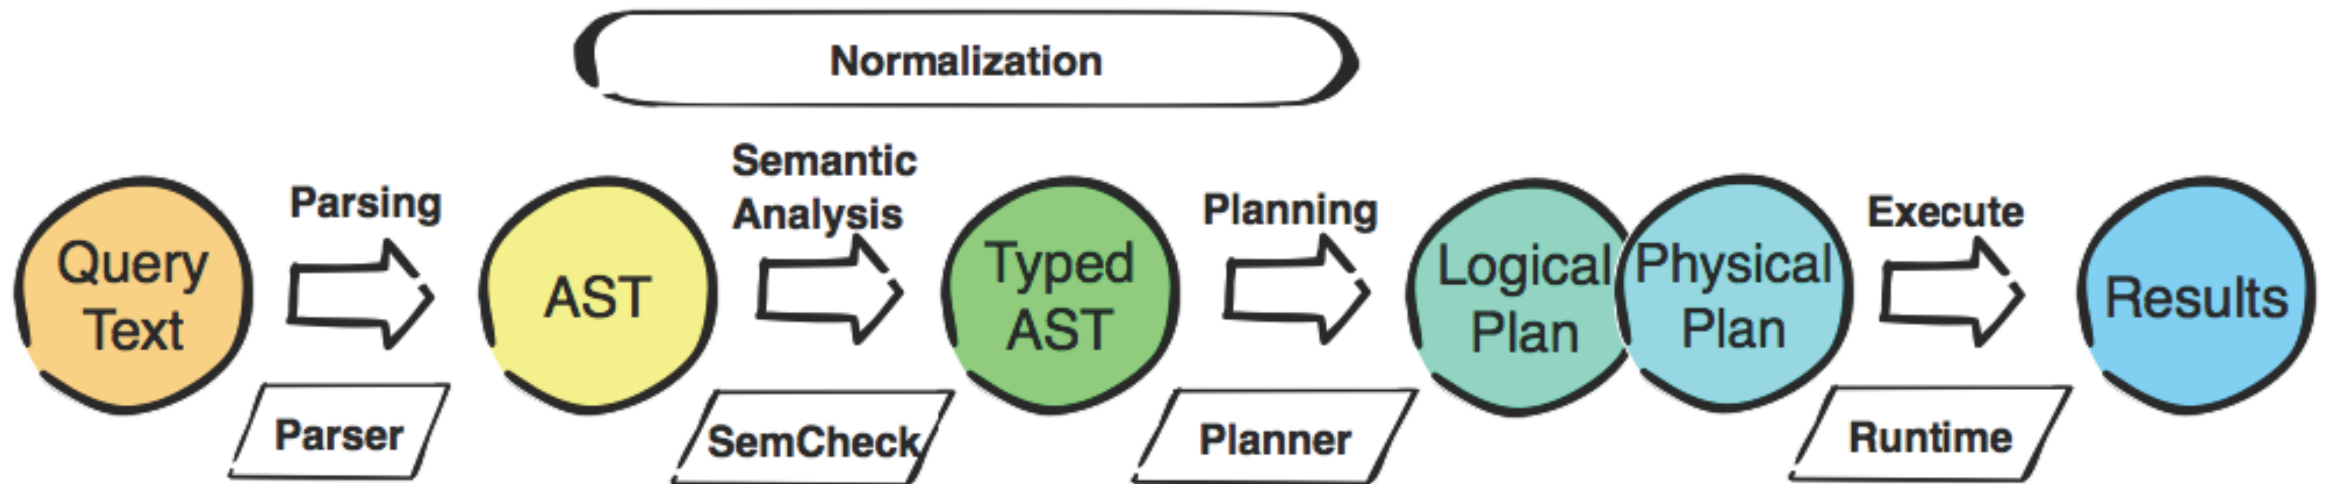 Normalization
Parsing
Semantic
Analysis
Planning
Execute
Query
Text
AST
Typed
AST
Logical
Plan
Physical
Plan
Results
Parser
SemCheck
Planner
Runtime